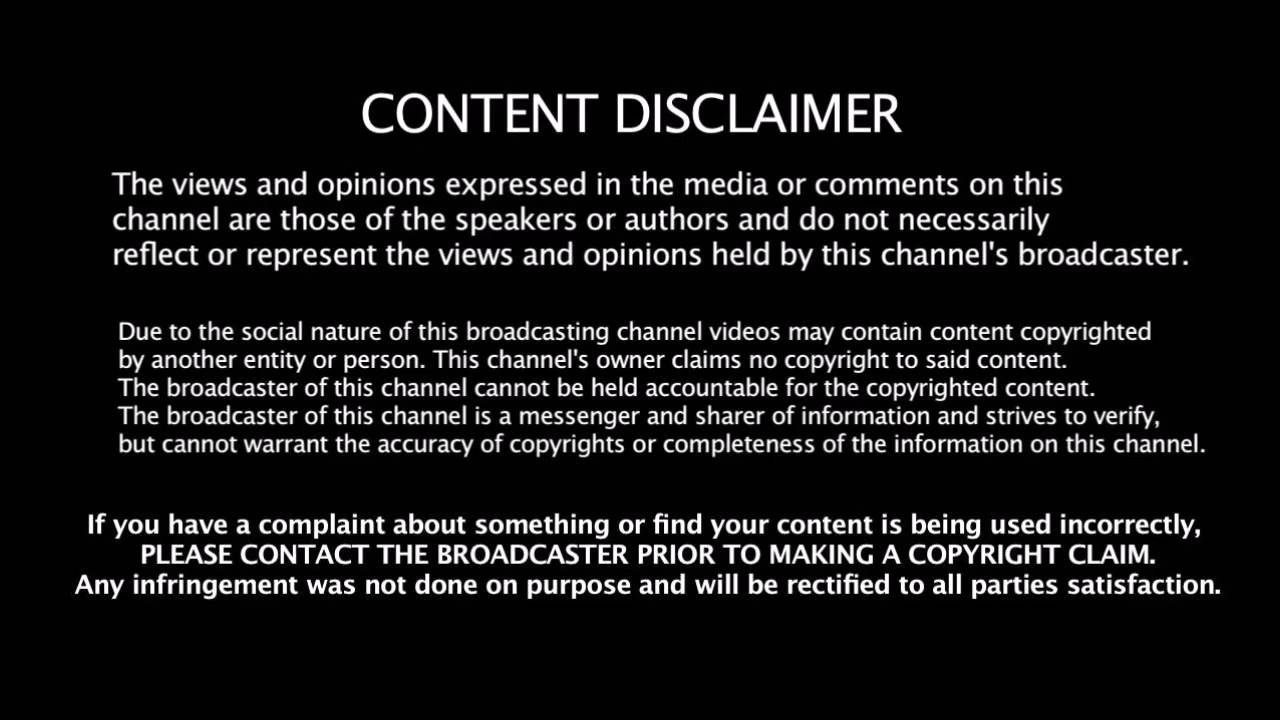 CONTENT DISCLAIMER
The views and opinions expressed in the media or comments on this
channel are those of the speakers or authors and do not necessarily
reflect or represent the views and opinions held by this channel's broadcaster.
Due to the social nature of this broadcasting channel videos may contain content copyrighted
by another entity or person. This channel's owner claims no copyright to said content.
The broadcaster of this channel cannot be held accountable for the copyrighted content.
The broadcaster of this channel is a messenger and sharer of information and strives to verify,
but cannot warrant the accuracy of copyrights or completeness of the information on this channel.
If you have a complaint about something or find your content is being used incorrectly,
PLEASE CONTACT THE BROADCASTER PRIOR TO MAKING A COPYRIGHT CLAIM.
Any infringement was not done on purpose and will be rectified to all parties satisfaction.